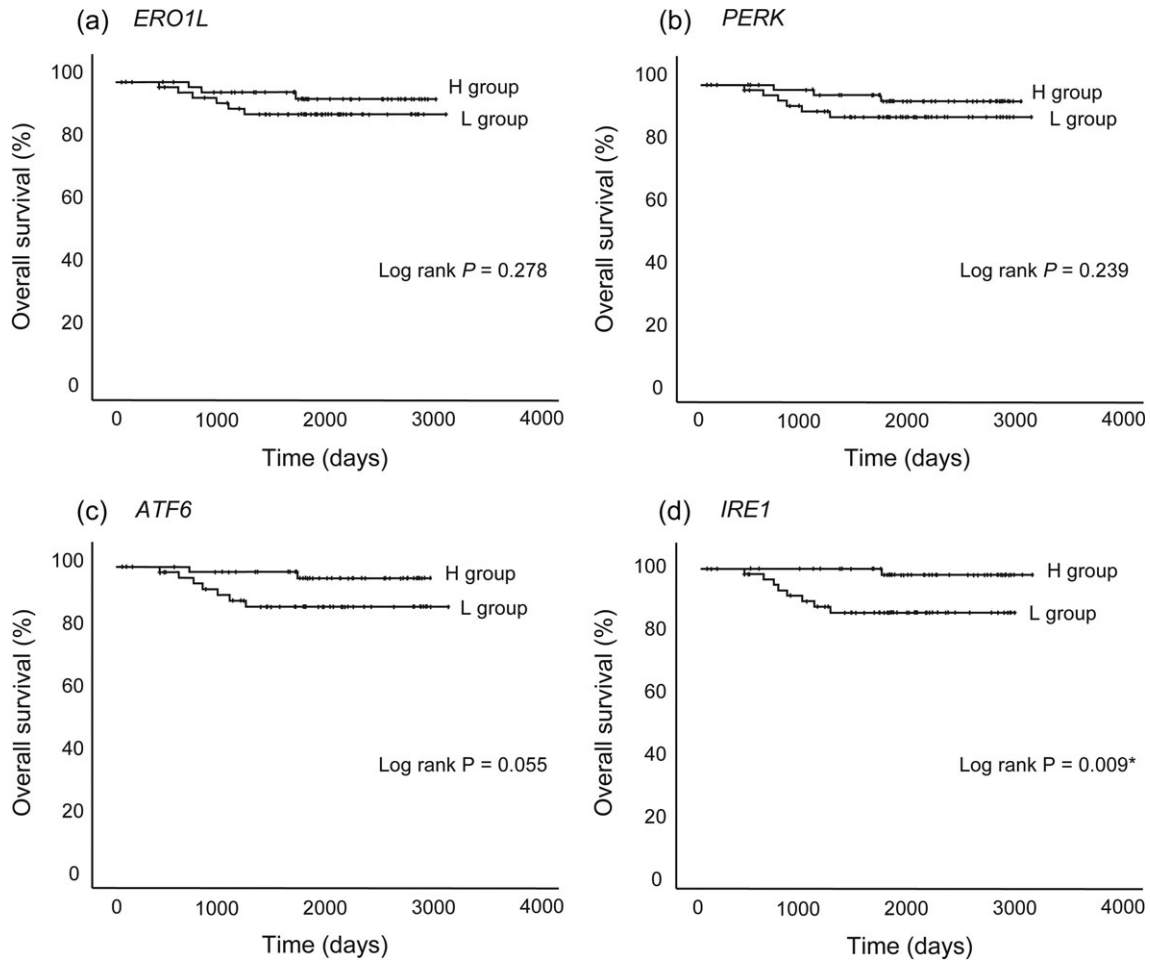 (a) ERO1L
Overall survival (%)
100
80
60
40
20
0
H group
L group
Log rank P = 0.278
0 1000 2000 3000 4000
Time (days)
(b) PERK
Overall survival (%)
100
80
60
40
20
0
H group
L group
Log rank P = 0.239
0 1000 2000 3000 4000
Time (days)
(c) ATF6
Overall survival (%)
100
80
60
40
20
0
H group
L group
Log rank P = 0.055
0 1000 2000 3000 4000
Time (days)
(d) IRE1
Overall survival (%)
100
80
60
40
20
0
H group
L group
Log rank P = 0.009*
0 1000 2000 3000 4000
Time (days)